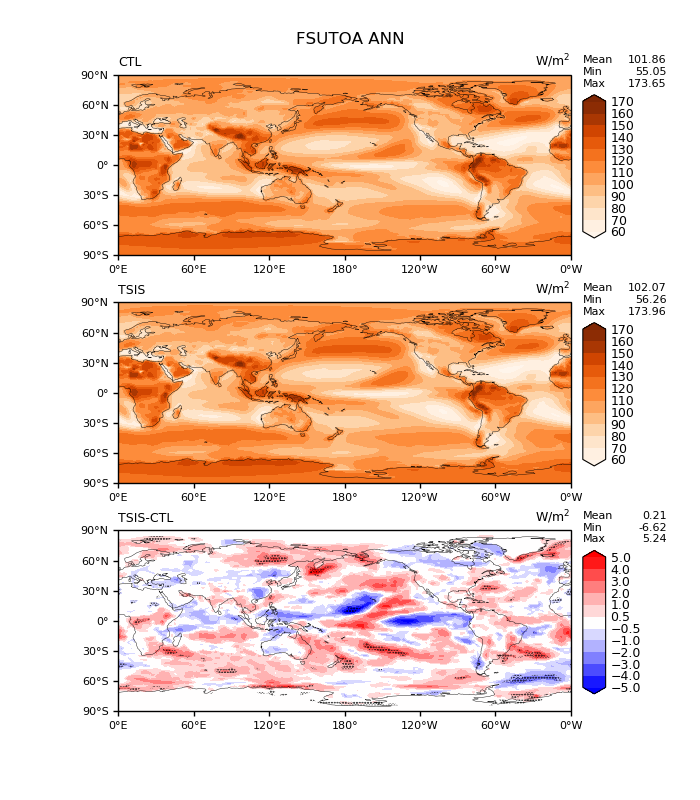 FSUTOA ANN
CTL
W/m²
Mean 101.86
Min 55.05
Max 173.65
90°N
60°N
30°N
0°
30°S
60°S
90°S
0°E 60°E 120°E 180° 120°W 60°W 0°W
170
160
150
140
130
120
110
100
90
80
70
60
TSIS
W/m²
Mean 102.07
Min 56.26
Max 173.96
90°N
60°N
30°N
0°
30°S
60°S
90°S
0°E 60°E 120°E 180° 120°W 60°W 0°W
170
160
150
140
130
120
110
100
90
80
70
60
TSIS-CTL
W/m²
Mean 0.21
Min -6.62
Max 5.24
90°N
60°N
30°N
0°
30°S
60°S
90°S
0°E 60°E 120°E 180° 120°W 60°W 0°W
5.0
4.0
3.0
2.0
1.0
0.5
−0.5
−1.0
−2.0
−3.0
−4.0
−5.0